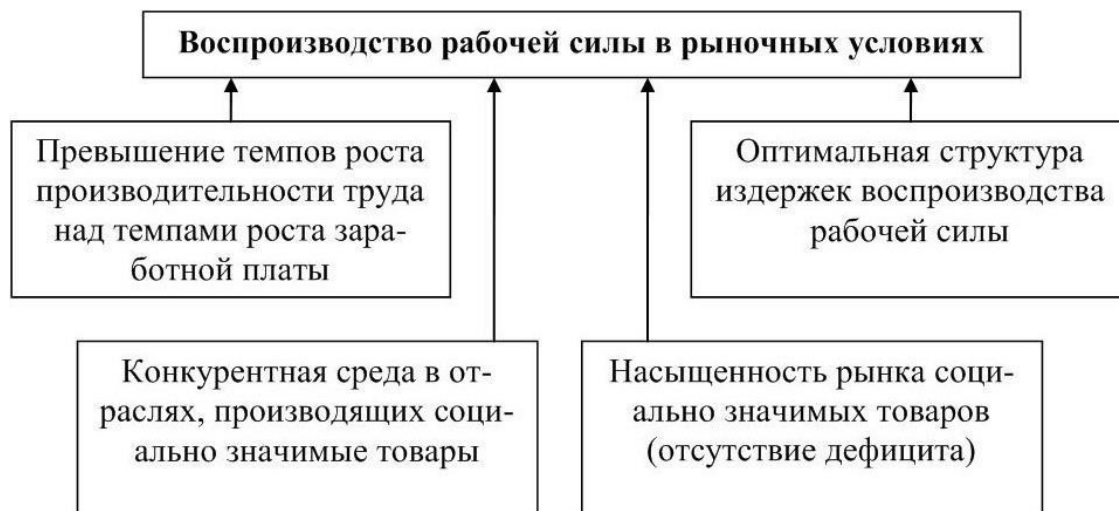 Воспроизводство рабочей силы в рыночных условиях
Превышение темпов роста
производительности труда
над темпами роста зара-
ботной платы
Оптимальная структура
издержек воспроизводства
рабочей силы
Конкурентная среда в от-
раслях, производящих соци-
ально значимые товары
Насыщенность рынка соци-
ально значимых товаров
(отсутствие дефицита)